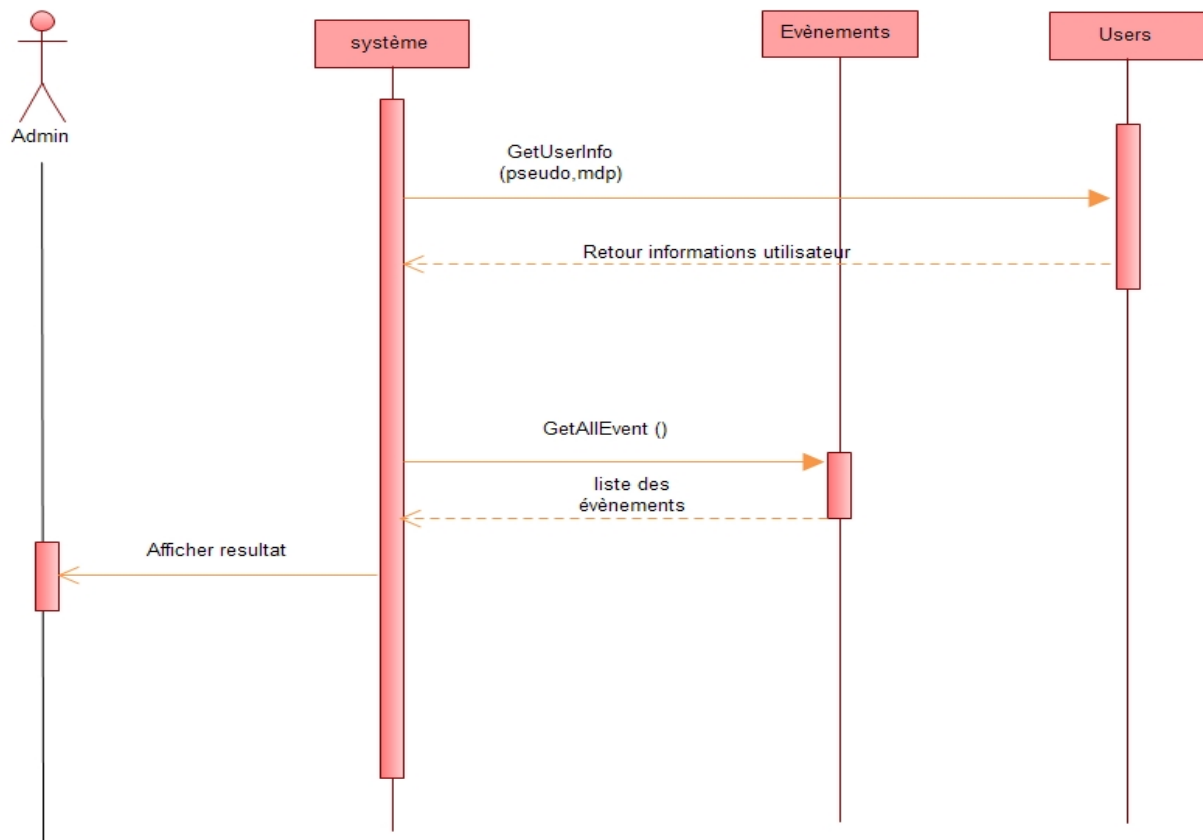 système
Evènements
Users
Admin
GetUserInfo
(pseudo,mdp)
Retour informations utilisateur
GetAllEvent ()
liste des
évènements
Afficher resultat